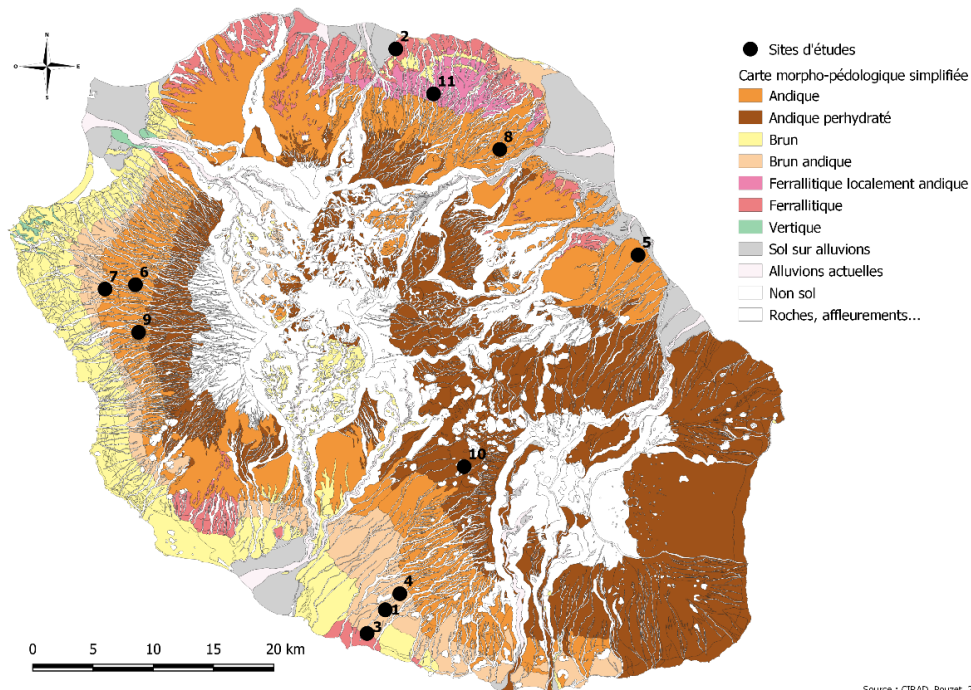 N
O
E
S
2
11
8
5
7
6
9
10
4
1
3
Sites d'études
Carte morpho-pédologique simplifiée
Andique
Andique perhydraté
Brun
Brun andique
Ferrallitique localement andique
Ferrallitique
Vertique
Sol sur alluvions
Alluvions actuelles
Non sol
Roches, affleurements...
0 5 10 15 20 km
Source : CIRAD, Pouzet, 2